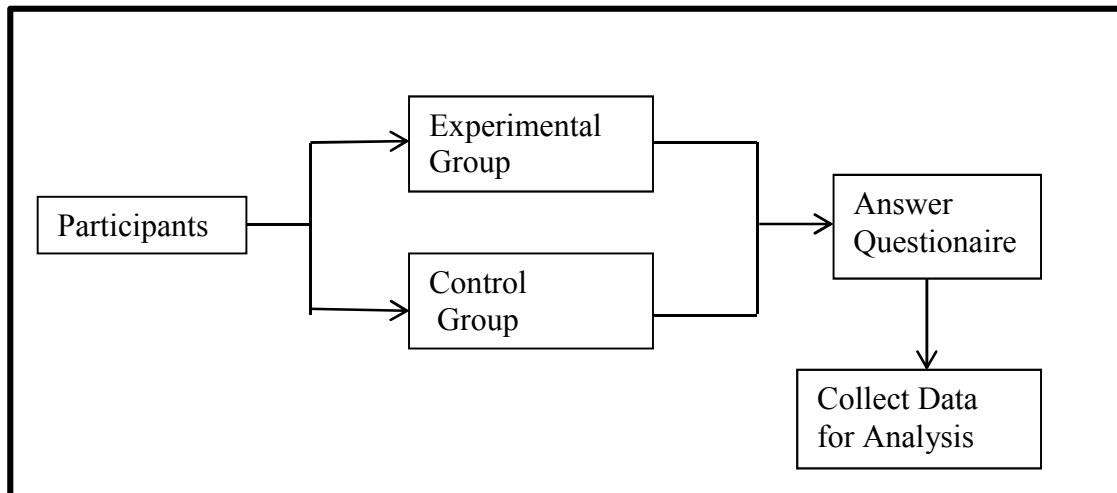 Participants
Experimental
Group
Control
Group
Answer
Questionaire
Collect Data
for Analysis